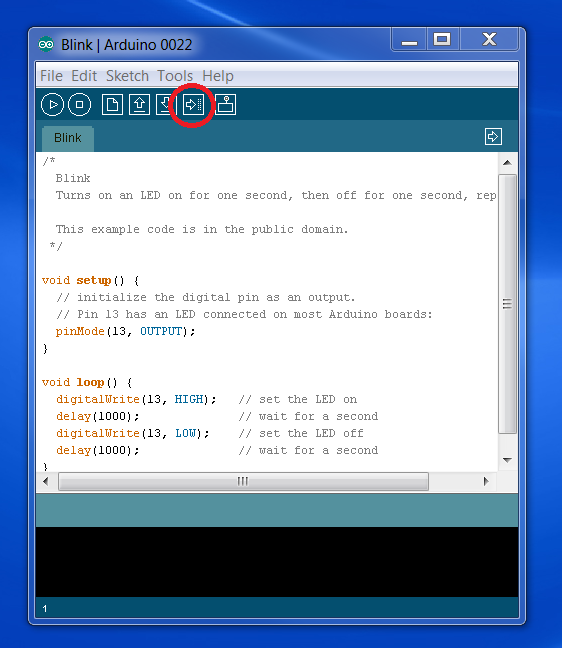 Blink | Arduino 0022
File Edit Sketch Tools Help
Blink
/*
  Blink
  Turns on an LED on for one second, then off for one second, rep
  This example code is in the public domain.
 */
void setup() {
  // initialize the digital pin as an output.
  // Pin 13 has an LED connected on most Arduino boards:
  pinMode(13, OUTPUT);
}
void loop() {
  digitalWrite(13, HIGH);   // set the LED on
  delay(1000);              // wait for a second
  digitalWrite(13, LOW);    // set the LED off
  delay(1000);              // wait for a second
}
1